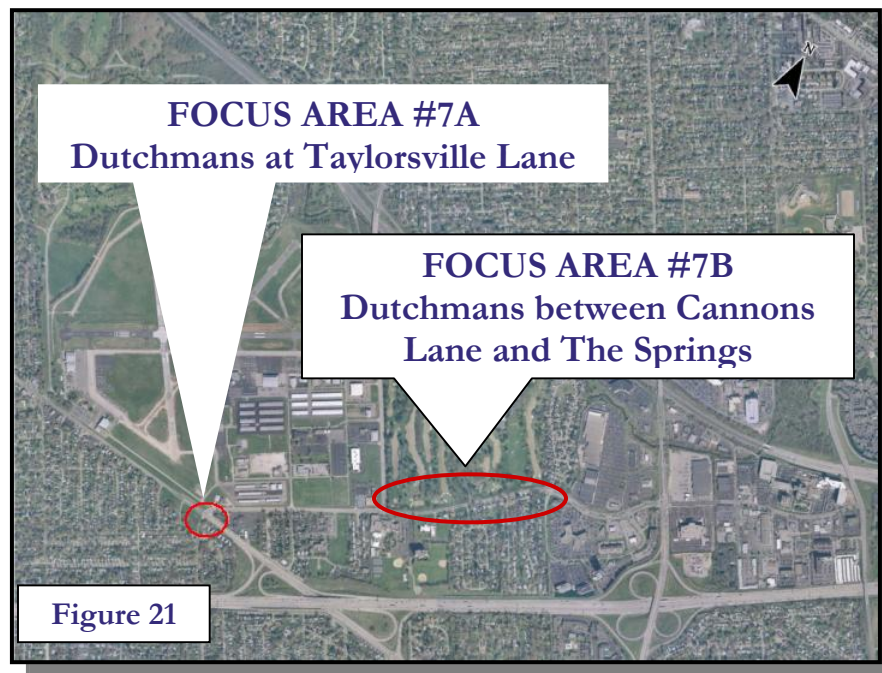 N
FOCUS AREA #7A
Dutchmans at Taylorsville Lane
FOCUS AREA #7B
Dutchmans between Cannons
Lane and The Springs
Figure 21